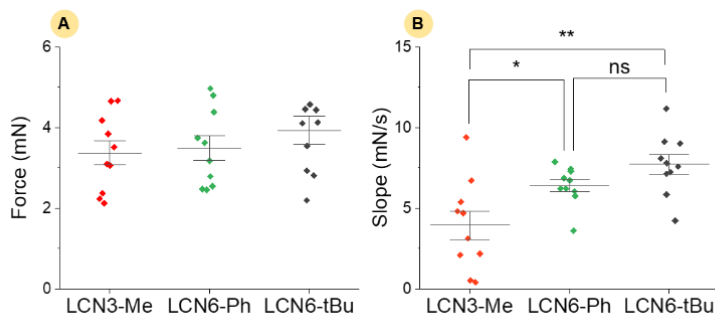 A
Force (mN)
6
4
2
0
LCN3-Me LCN6-Ph LCN6-tBu
B
Slope (mN/s)
15
10
5
0
**
*
ns
LCN3-Me LCN6-Ph LCN6-tBu